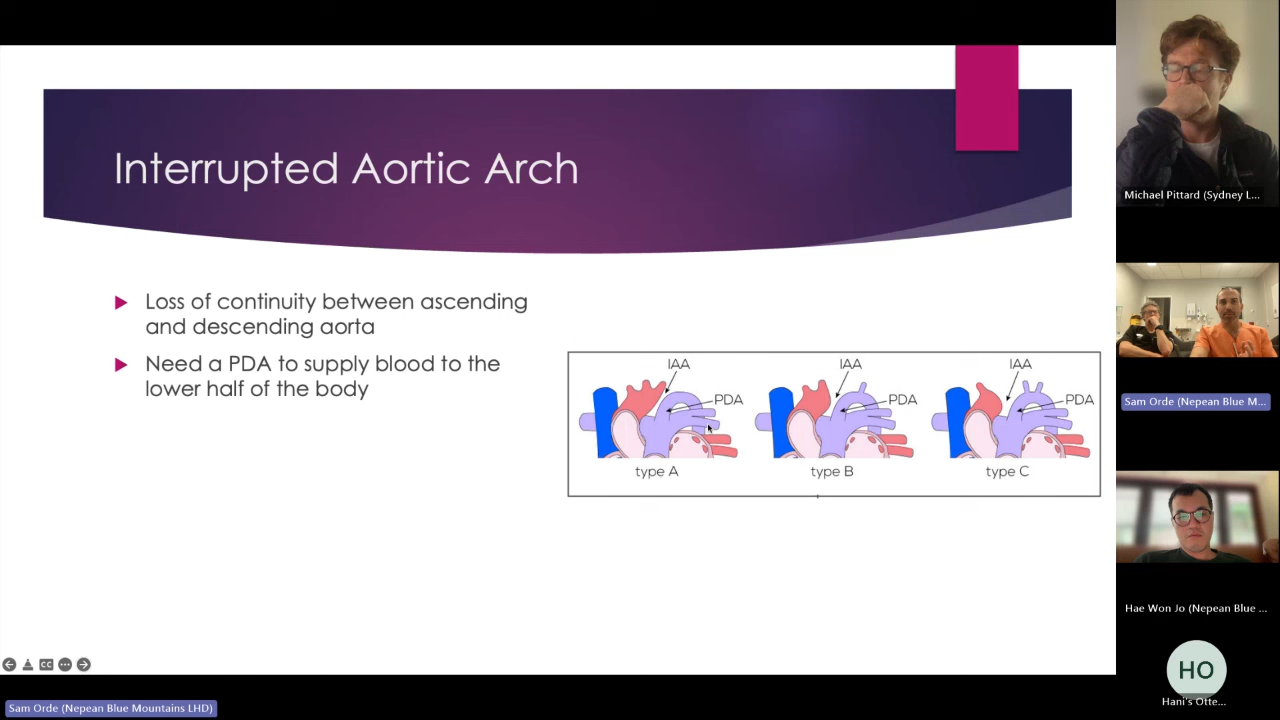 Interrupted Aortic Arch
Loss of continuity between ascending
and descending aorta
Need a PDA to supply blood to the
lower half of the body
IAA
PDA
type A
IAA
PDA
type B
IAA
PDA
type C
CC
Sam Orde (Nepean Blue Mountains LHD)
Michael Pittard (Sydney L...
Sam Orde (Nepean Blue M...
Hae Won Jo (Nepean Blue ...
HO
Hani's Otte...